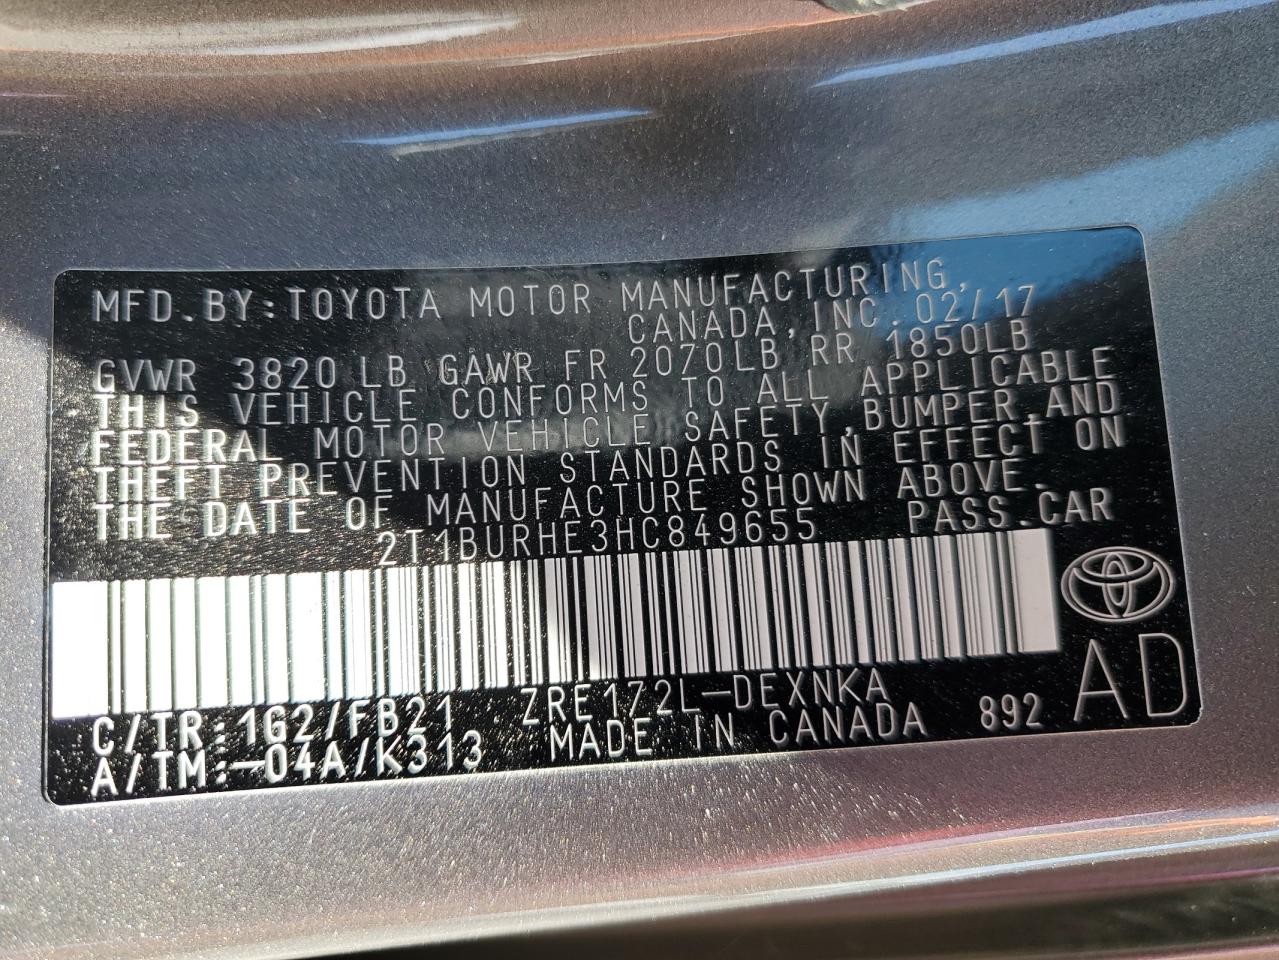 MFD. BY: TOYOTA MOTOR MANUFACTURING,
CANADA, INC. 02/17
GVWR 3820 LB GAWR FR 2070LB RR 1850LB
THIS VEHICLE CONFORMS TO ALL APPLICABLE
FEDERAL MOTOR VEHICLE SAFETY, BUMPER, AND
THEFT PREVENTION STANDARDS IN EFFECT ON
THE DATE OF MANUFACTURE SHOWN ABOVE.
2T1BURHE3HC849655 PASS. CAR
C/TR: 1G2/FB21 ZRE172L-DEXNKA
A/TM: -04A/K313 MADE IN CANADA 892 AD